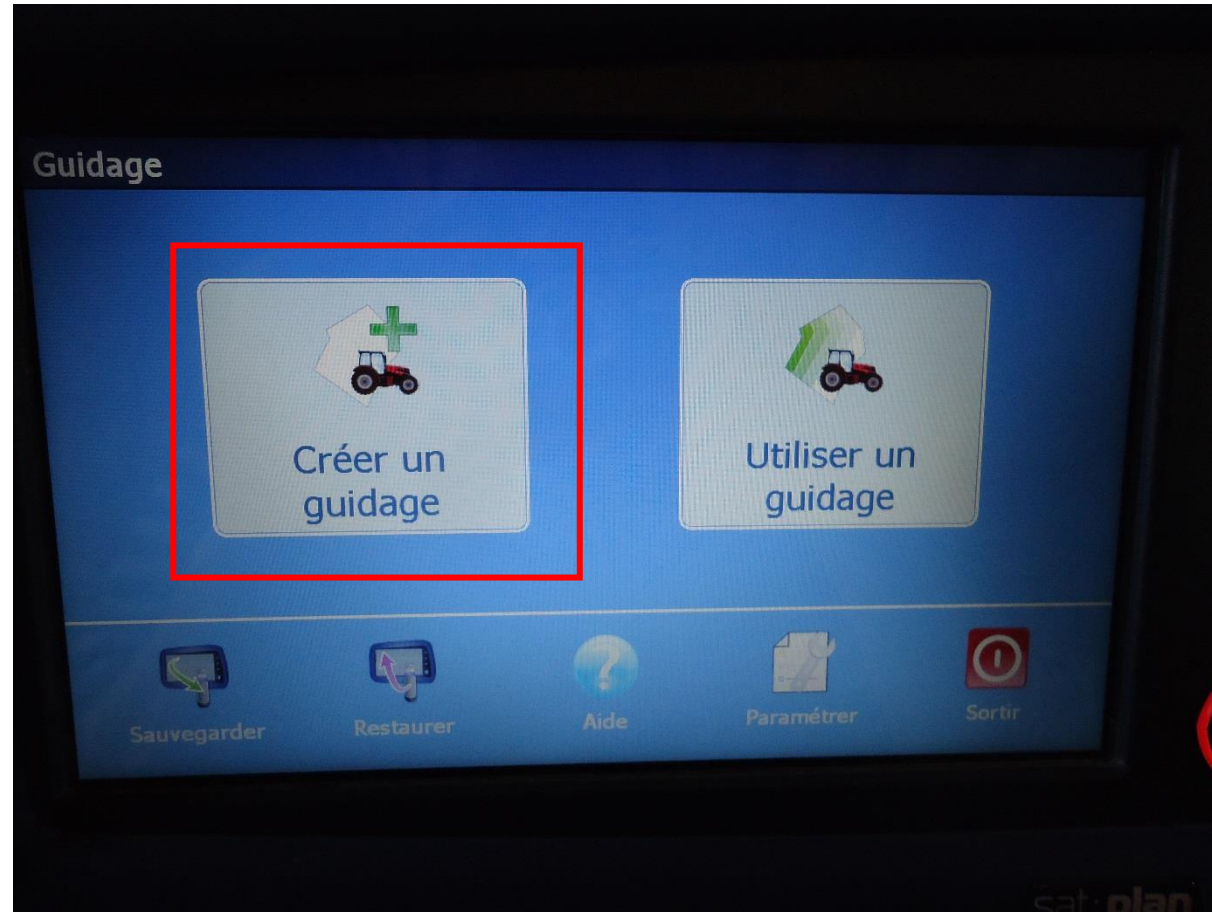 Guidage
Créer un
guidage
Utiliser un
guidage
Sauvegarder
Restaurer
Aide
Paramétrer
Sortir
sat·plan